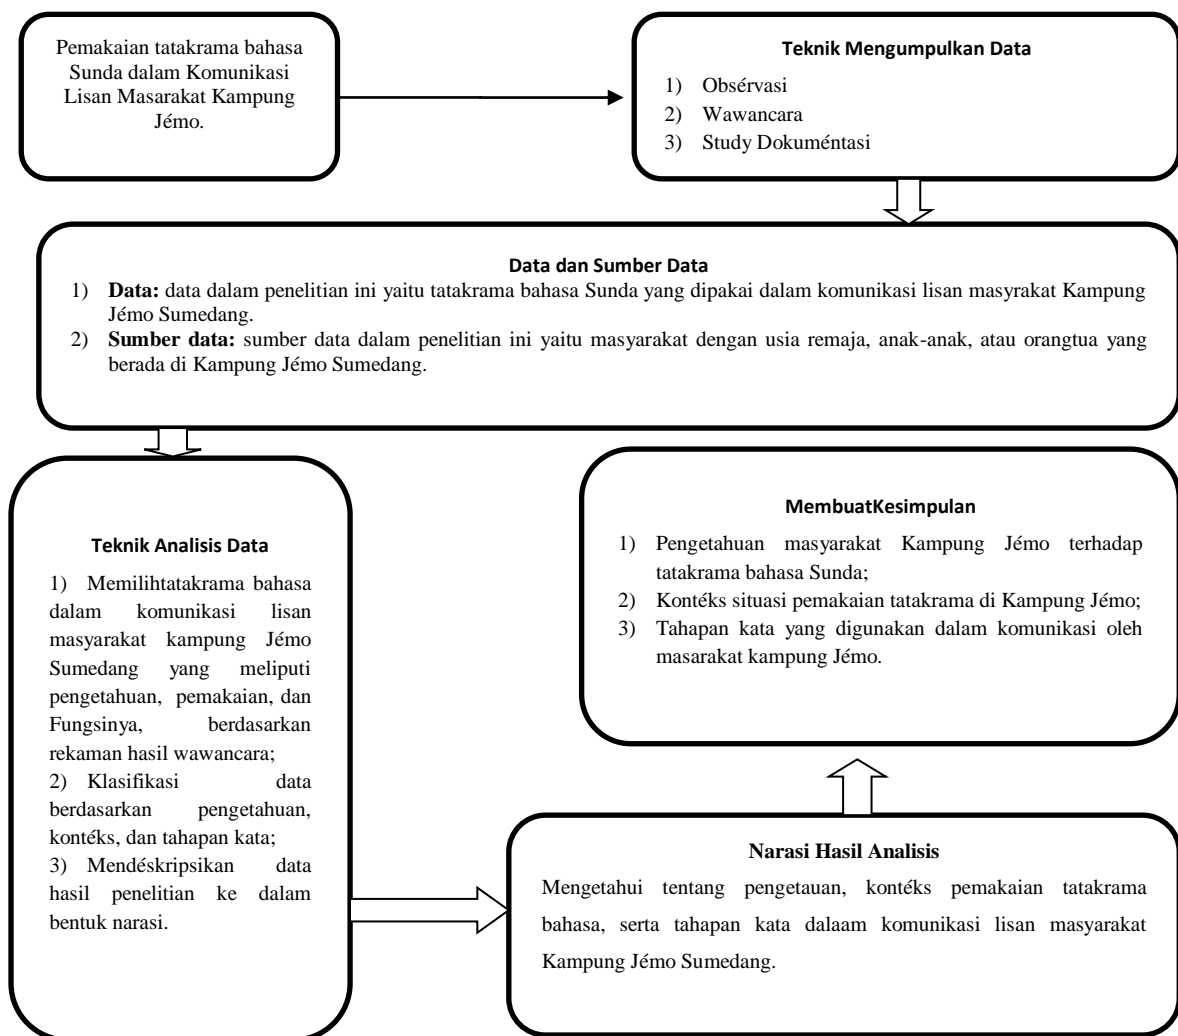 Pemakaian tatakrama bahasa
Sunda dalam Komunikasi
Lisan Masarakat Kampung
Jémo.
Teknik Mengumpulkan Data
1) Obsérvasi
2) Wawancara
3) Study Dokuméntasi
Data dan Sumber Data
1) Data: data dalam penelitian ini yaitu tatakrama bahasa Sunda yang dipakai dalam komunikasi lisan masyrakat Kampung
Jémo Sumedang.
2) Sumber data: sumber data dalam penelitian ini yaitu masyarakat dengan usia remaja, anak-anak, atau orangtua yang
berada di Kampung Jémo Sumedang.
Teknik Analisis Data
1) Memilihtatakrama bahasa
dalam komunikasi lisan
masyarakat kampung Jémo
Sumedang yang meliputi
pengetahuan, pemakaian, dan
Fungsinya, berdasarkan
rekaman hasil wawancara;
2) Klasifikasi data
berdasarkan pengetahuan,
kontéks, dan tahapan kata;
3) Mendéskripsikan data
hasil penelitian ke dalam
bentuk narasi.
Narasi Hasil Analisis
Mengetahui tentang pengetauan, kontéks pemakaian tatakrama
bahasa, serta tahapan kata dalaam komunikasi lisan masyarakat
Kampung Jémo Sumedang.
MembuatKesimpulan
1) Pengetahuan masyarakat Kampung Jémo terhadap
tatakrama bahasa Sunda;
2) Kontéks situasi pemakaian tatakrama di Kampung Jémo;
3) Tahapan kata yang digunakan dalam komunikasi oleh
masarakat kampung Jémo.